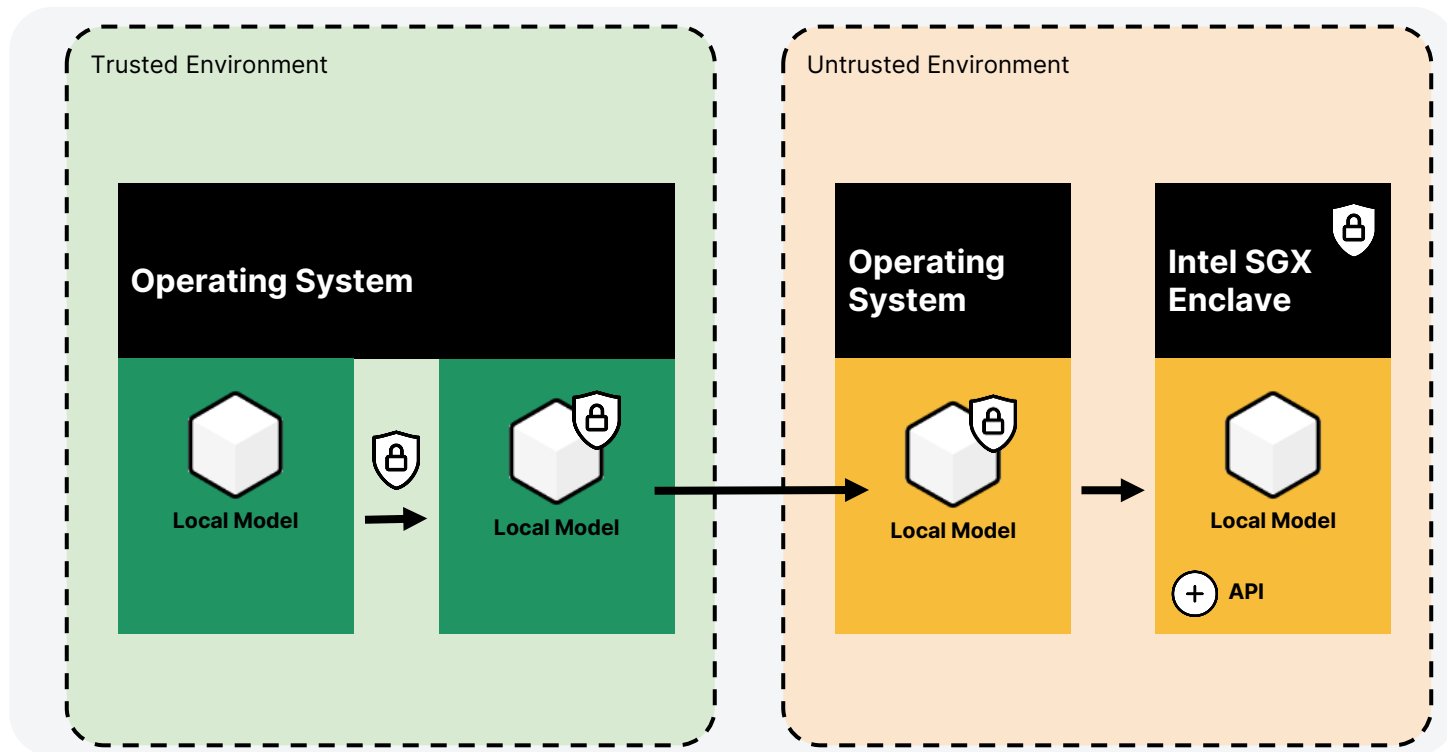 Trusted Environment
Operating System
Local Model
Local Model
Untrusted Environment
Operating
System
Local Model
Intel SGX
Enclave
Local Model
API